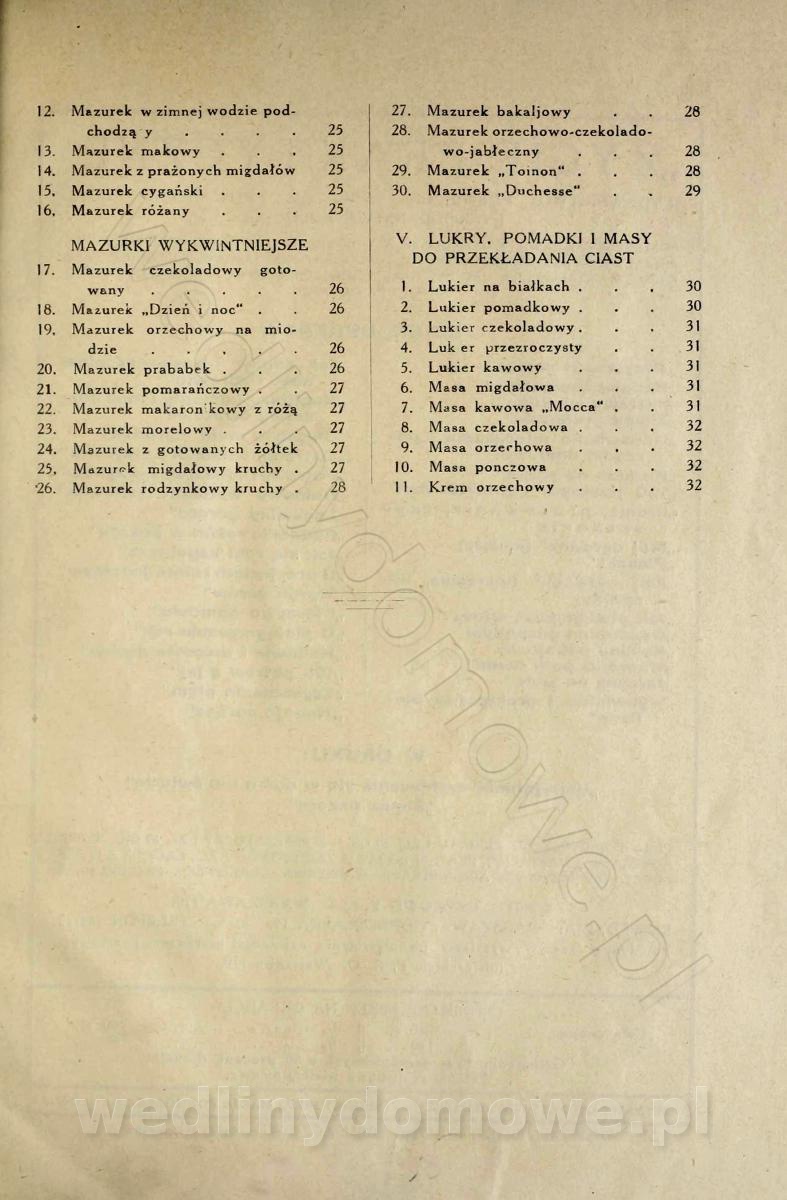 12. Mazurek w zimnej wodzie pod-
chodzą y . . . . 25
13. Mazurek makowy . . . 25
14. Mazurek z prażonych migdałów 25
15. Mazurek cygański . . . 25
16. Mazurek różany . . . 25
MAZURKI WYKWINTNIEJSZE
17. Mazurek czekoladowy goto-
wany . . . . . 26
18. Mazurek „Dzień i noc“ . . 26
19. Mazurek orzechowy na mio-
dzie . . . . . 26
20. Mazurek prababek . . . 26
21. Mazurek pomarańczowy . . 27
22. Mazurek makaron kowy z różą 27
23. Mazurek morelowy . . . 27
24. Mazurek z gotowanych żółtek 27
25. Mazurek migdałowy kruchy . 27
26. Mazurek rodzynkowy kruchy . 28
27. Mazurek bakaljowy . . 28
28. Mazurek orzechowo-czekolado-
wo-jabłeczny . . . 28
29. Mazurek „Toinon“ . . . 28
30. Mazurek „Duchesse“ . . 29
V. LUKRY, POMADKI I MASY
DO PRZEKŁADANIA CIAST
1. Lukier na białkach . . . 30
2. Lukier pomadkowy . . . 30
3. Lukier czekoladowy . . . 31
4. Luk er przezroczysty . . 31
5. Lukier kawowy . . . 31
6. Masa migdałowa . . . 31
7. Masa kawowa „Mocca“ . . 31
8. Masa czekoladowa . . . 32
9. Masa orzechowa . . . 32
10. Masa ponczowa . . . 32
11. Krem orzechowy . . . 32
wedlinydomowe.pl
wedlinydomowe.pl